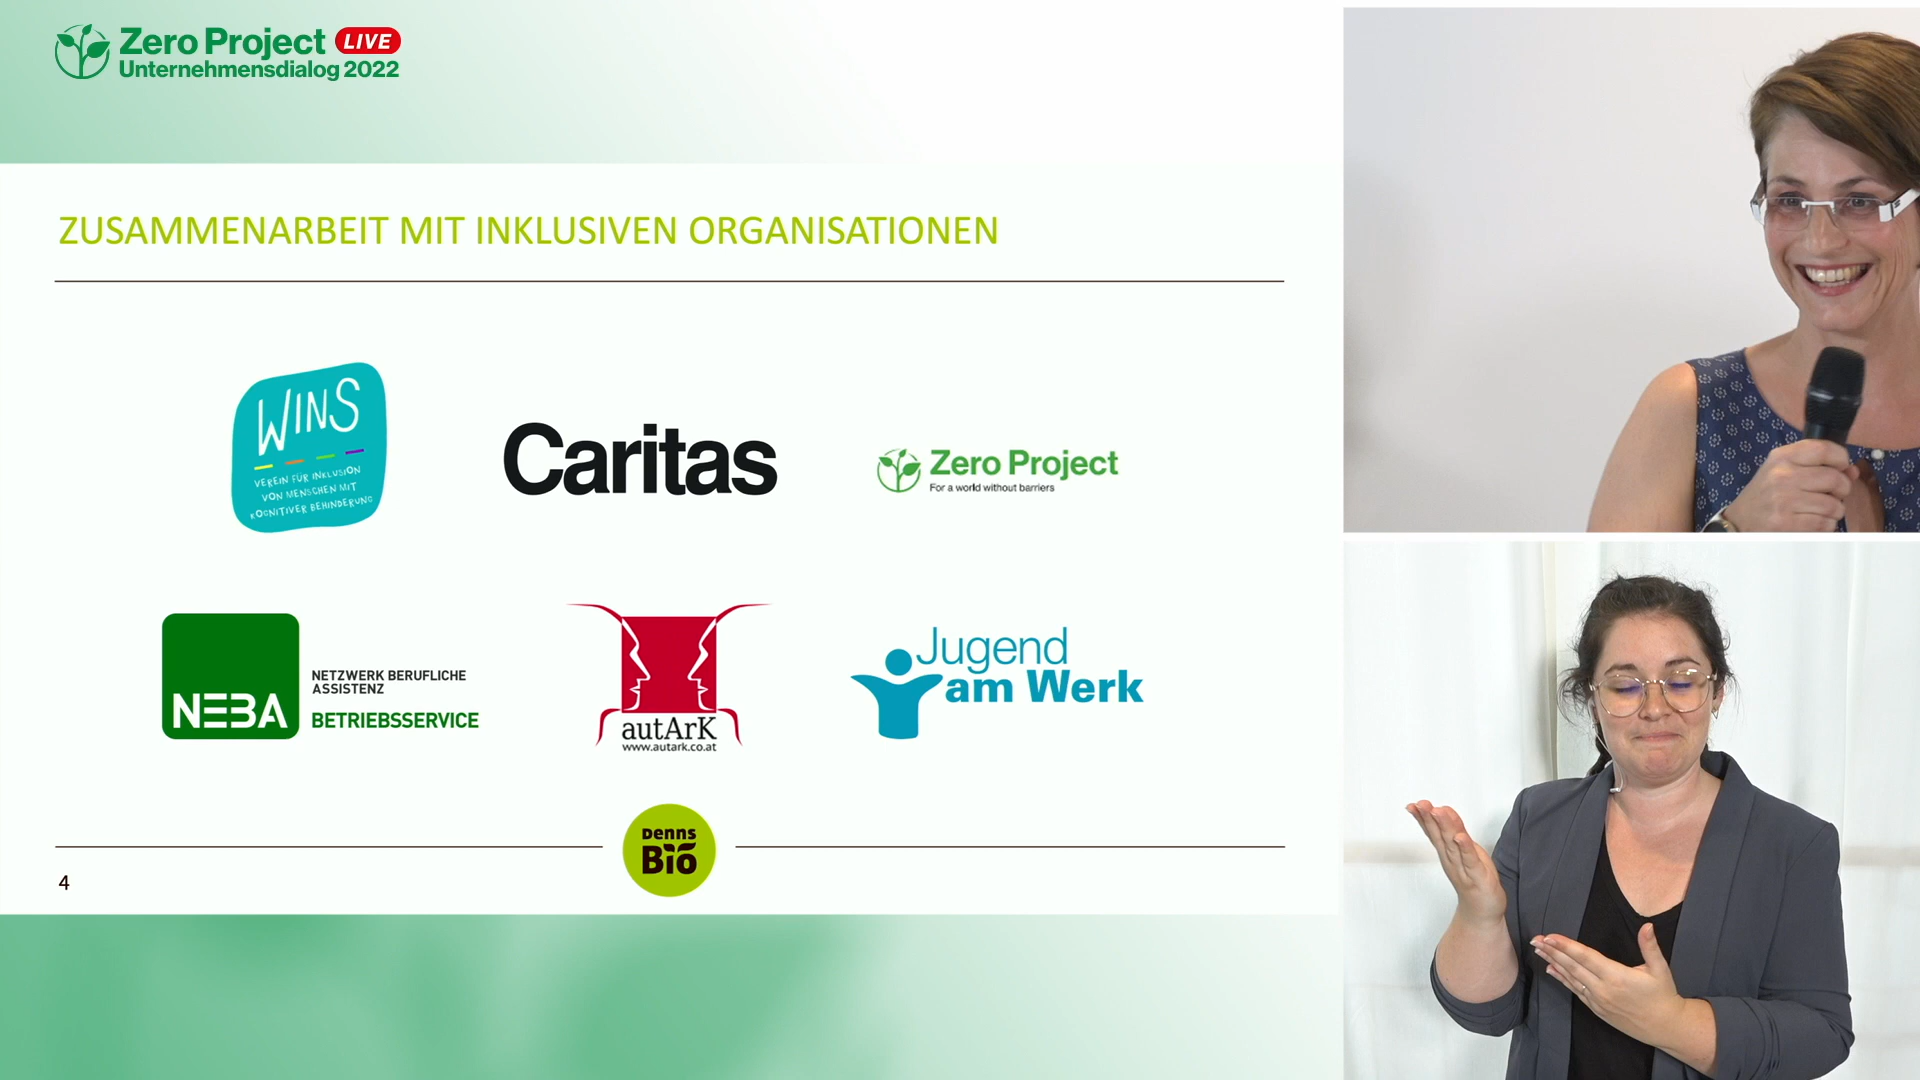 Zero Project LIVE
Unternehmensdialog 2022
ZUSAMMENARBEIT MIT INKLUSIVEN ORGANISATIONEN
WINS
VEREIN FÜR INKLUSION
VON MENSCHEN MIT
KOGNITIVER BEHINDERUNG
Caritas
Zero Project
For a world without barriers
NEBA
NETZWERK BERUFLICHE
ASSISTENZ
BETRIEBSSERVICE
autArK
www.autark.co.at
Jugend
am Werk
Denns
Bio
4